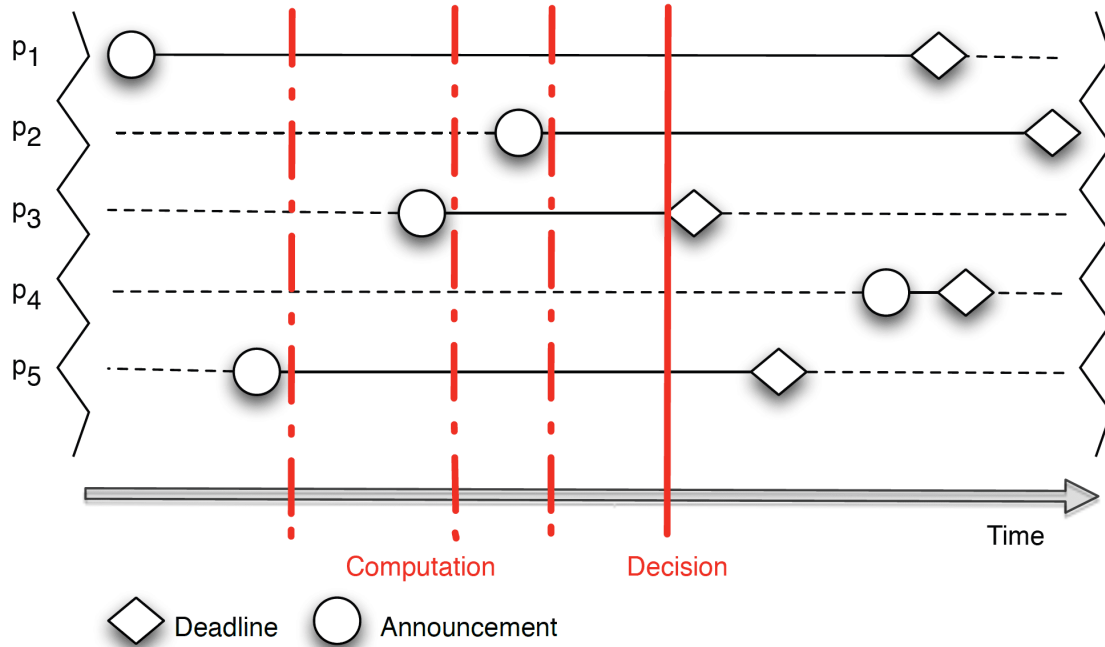 p1
p2
p3
p4
p5
Time
Computation
Decision
Deadline
Announcement